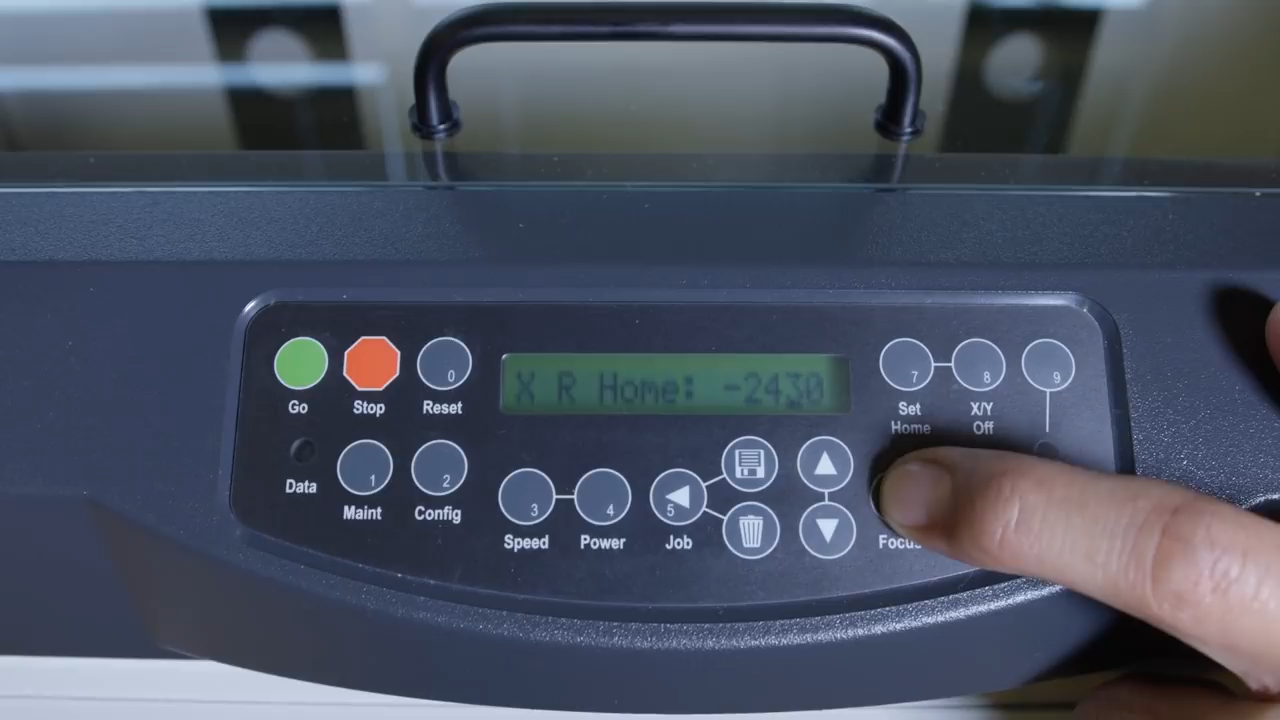 0
Go
Stop
Reset
X R Home: -2430
7
8
9
Set
Home
X/Y
Off
Data
1
2
Maint
Config
3
4
5
Speed
Power
Job